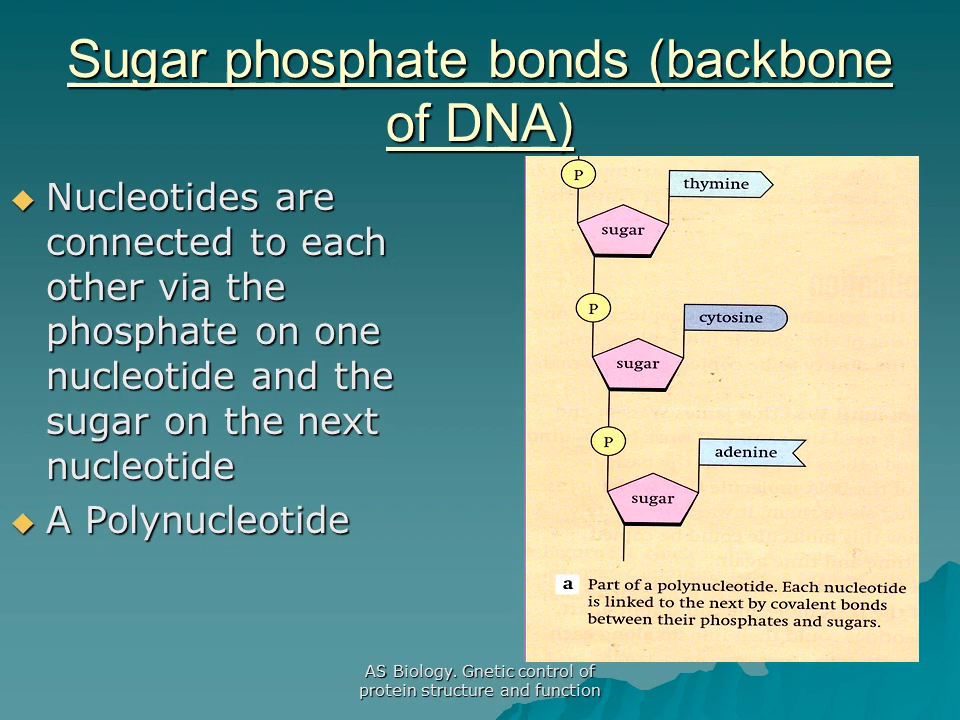 Sugar phosphate bonds (backbone
of DNA)
Nucleotides are
connected to each
other via the
phosphate on one
nucleotide and the
sugar on the next
nucleotide
A Polynucleotide
P
thymine
sugar
P
cytosine
sugar
P
adenine
sugar
a Part of a polynucleotide. Each nucleotide
is linked to the next by covalent bonds
between their phosphates and sugars.
AS Biology. Gnetic control of
protein structure and function